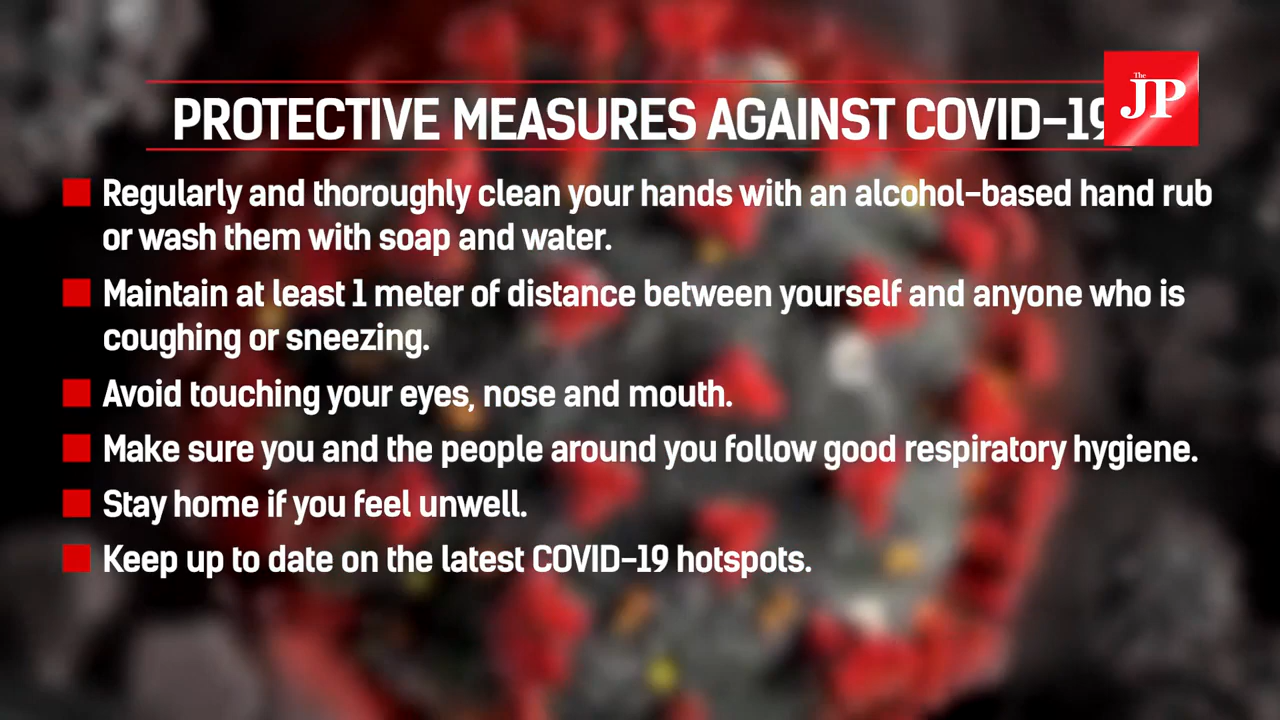 The
JP
PROTECTIVE MEASURES AGAINST COVID-19
Regularly and thoroughly clean your hands with an alcohol-based hand rub
or wash them with soap and water.
Maintain at least 1 meter of distance between yourself and anyone who is
coughing or sneezing.
Avoid touching your eyes, nose and mouth.
Make sure you and the people around you follow good respiratory hygiene.
Stay home if you feel unwell.
Keep up to date on the latest COVID-19 hotspots.